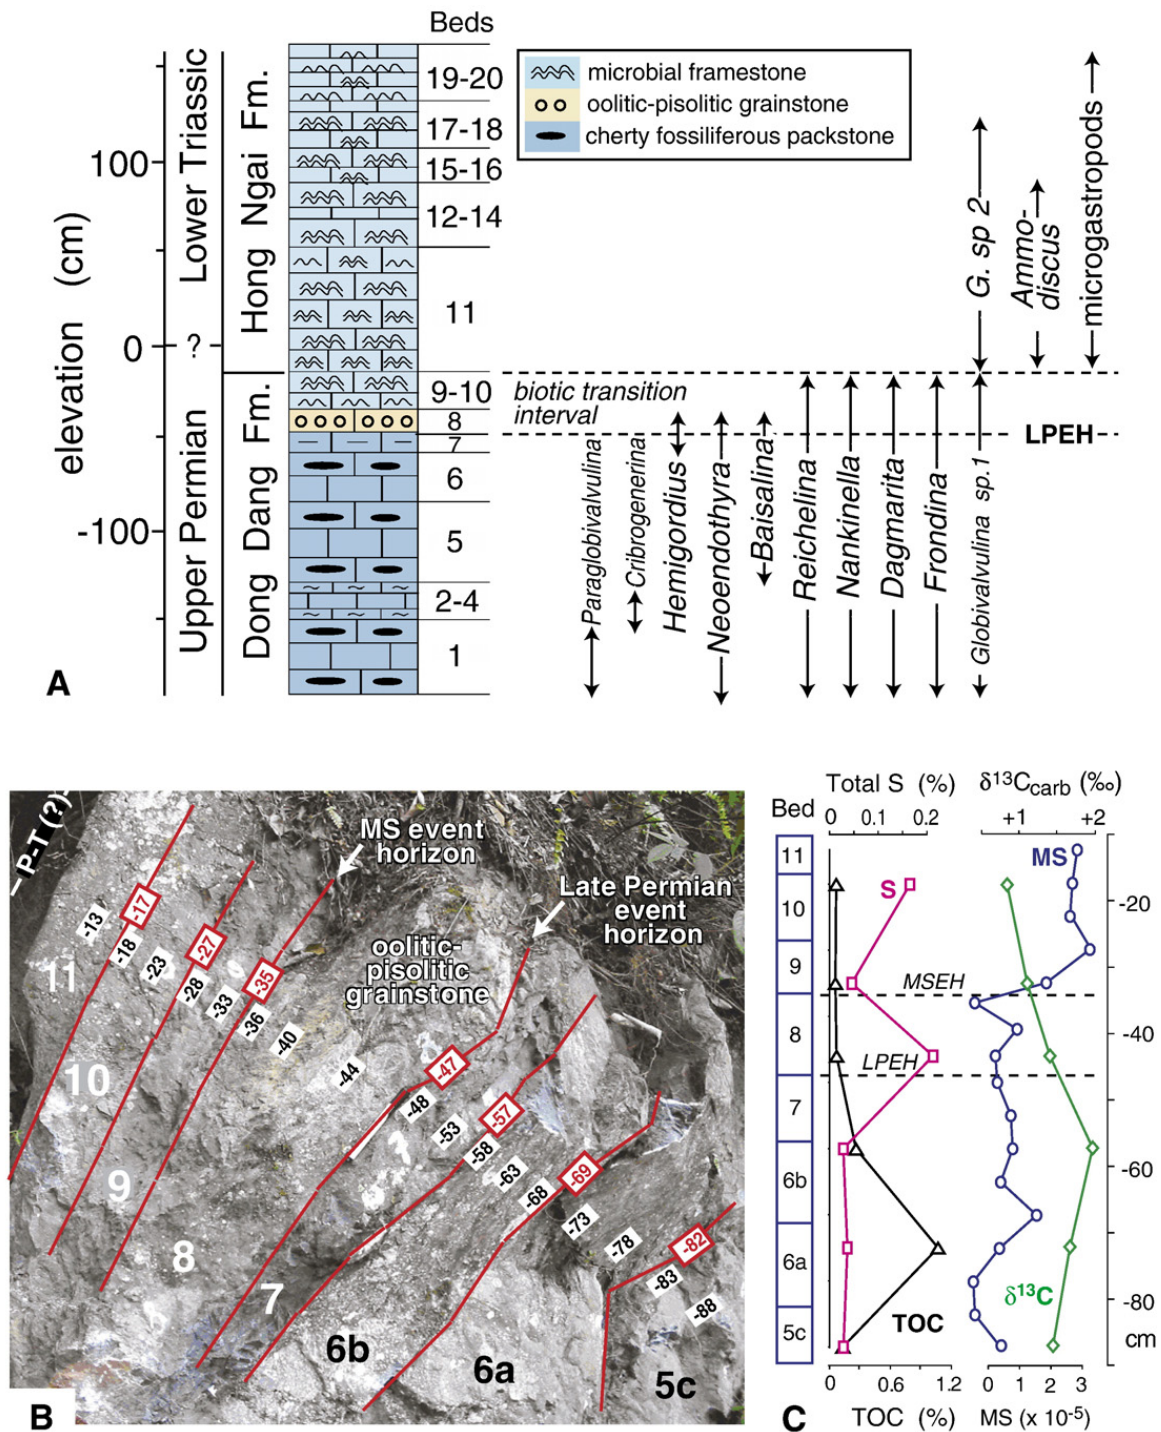 Beds
Lower Triassic
Upper Permian
Hong Ngai Fm.
Dong Dang Fm.
elevation (cm)
100
0
-100
?
19-20
17-18
15-16
12-14
11
9-10
8
7
6
5
2-4
1
microbial framestone
oolitic-pisolitic grainstone
cherty fossiliferous packstone
biotic transition
interval
LPEH
Paraglobivalvulina
Cribrogenerina
Hemigordius
Neoendothyra
Baisalina
Reichelina
Nankinella
Dagmarita
Frondina
Globivalvulina sp.1
G. sp 2
Ammo-
discus
microgastropods
A
P-T (?)
MS event
horizon
Late Permian
event
horizon
oolitic-
pisolitic
grainstone
-13
-17
-18
-23
-27
-28
-33
-35
-36
-40
-44
-47
-48
-53
-57
-58
-63
-68
-69
-73
-78
-82
-83
-88
11
10
9
8
7
7
6b
6a
5c
B
Total S (%)
δ13Ccarb (‰)
Bed
0 0.1 0.2
+1 +2
11
10
9
8
7
6b
6a
5c
MS
S
MSEH
LPEH
TOC
δ13C
-20
-40
-60
-80
cm
0 0.6 1.2
0 1 2 3
TOC (%)
MS (x 10-5)
C